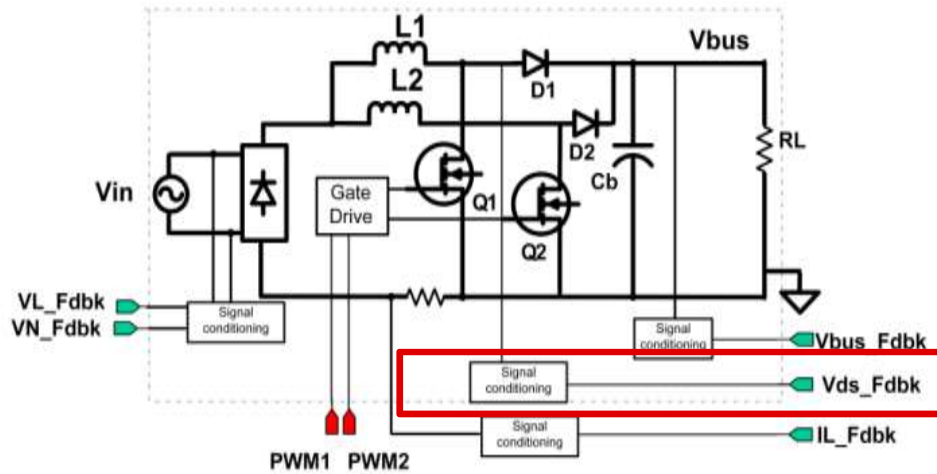 L1
Vbus
L2
D1
D2
RL
Cb
Vin
Q1
Gate
Drive
Q2
VL_Fdbk
VN_Fdbk
Signal
conditioning
Signal
conditioning
Vbus_Fdbk
Signal
conditioning
Vds_Fdbk
Signal
conditioning
IL_Fdbk
PWM1 PWM2